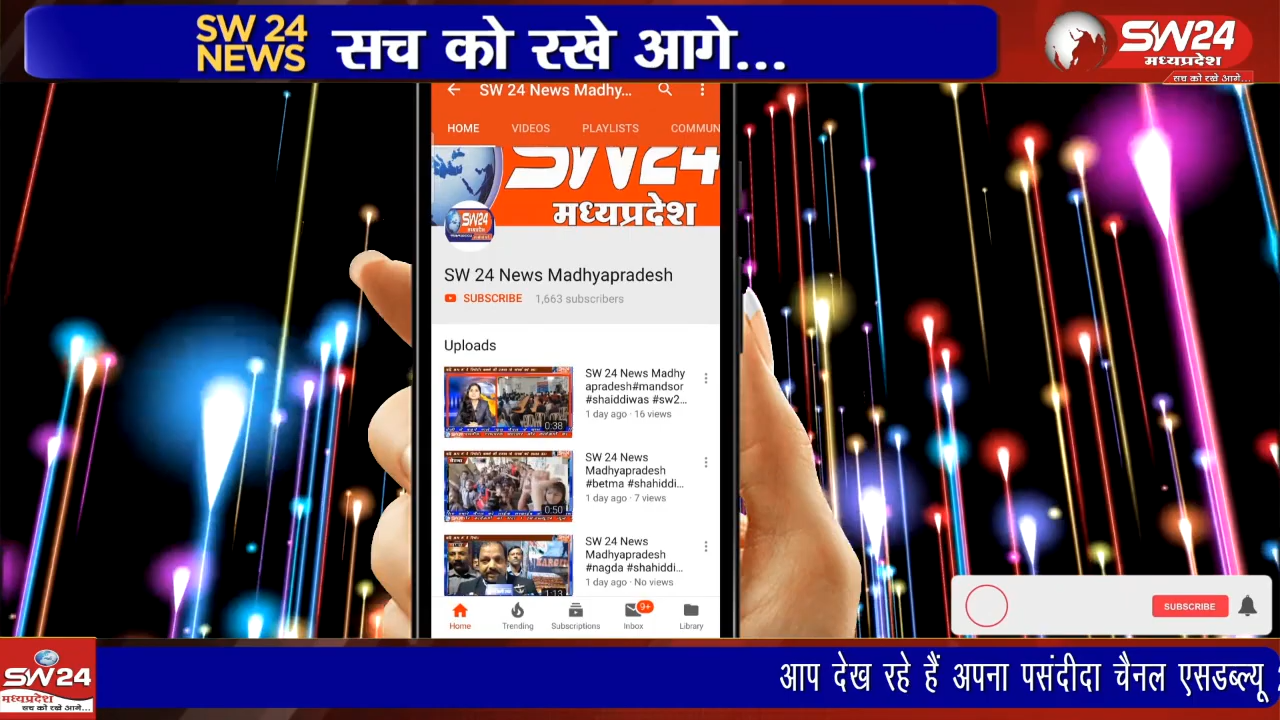 SW 24
NEWS
सच को रखे आगे...
SW24
मध्यप्रदेश
सच को रखे आगे...
SW 24 News Madhy...
HOME VIDEOS PLAYLISTS COMMUN
SW24
मध्यप्रदेश
SW24
SW 24 News Madhyapradesh
SUBSCRIBE 1,663 subscribers
Uploads
SW 24 News Madhy
apradesh#mandsor
#shaiddiwas #sw2...
1 day ago · 16 views
0:38
SW 24 News
Madhyapradesh
#betma #shahiddi...
1 day ago · 7 views
0:50
SW 24 News
Madhyapradesh
#nagda #shahiddi...
1 day ago · No views
1:13
Home Trending Subscriptions Inbox Library
9+
SUBSCRIBE
SW24
मध्यप्रदेश
सच को रखे आगे...
आप देख रहे हैं अपना पसंदीदा चैनल एसडब्ल्यू